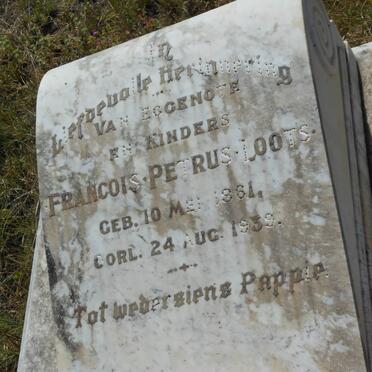 In
Liefdevolle Herinnering
VAN EGGENOTE
EN KINDERS
FRANCOIS·PETRUS·LOOTS.
GEB. 10 MEI 1861.
OORL. 24 AUG. 1939.
Tot wedersiens Pappie